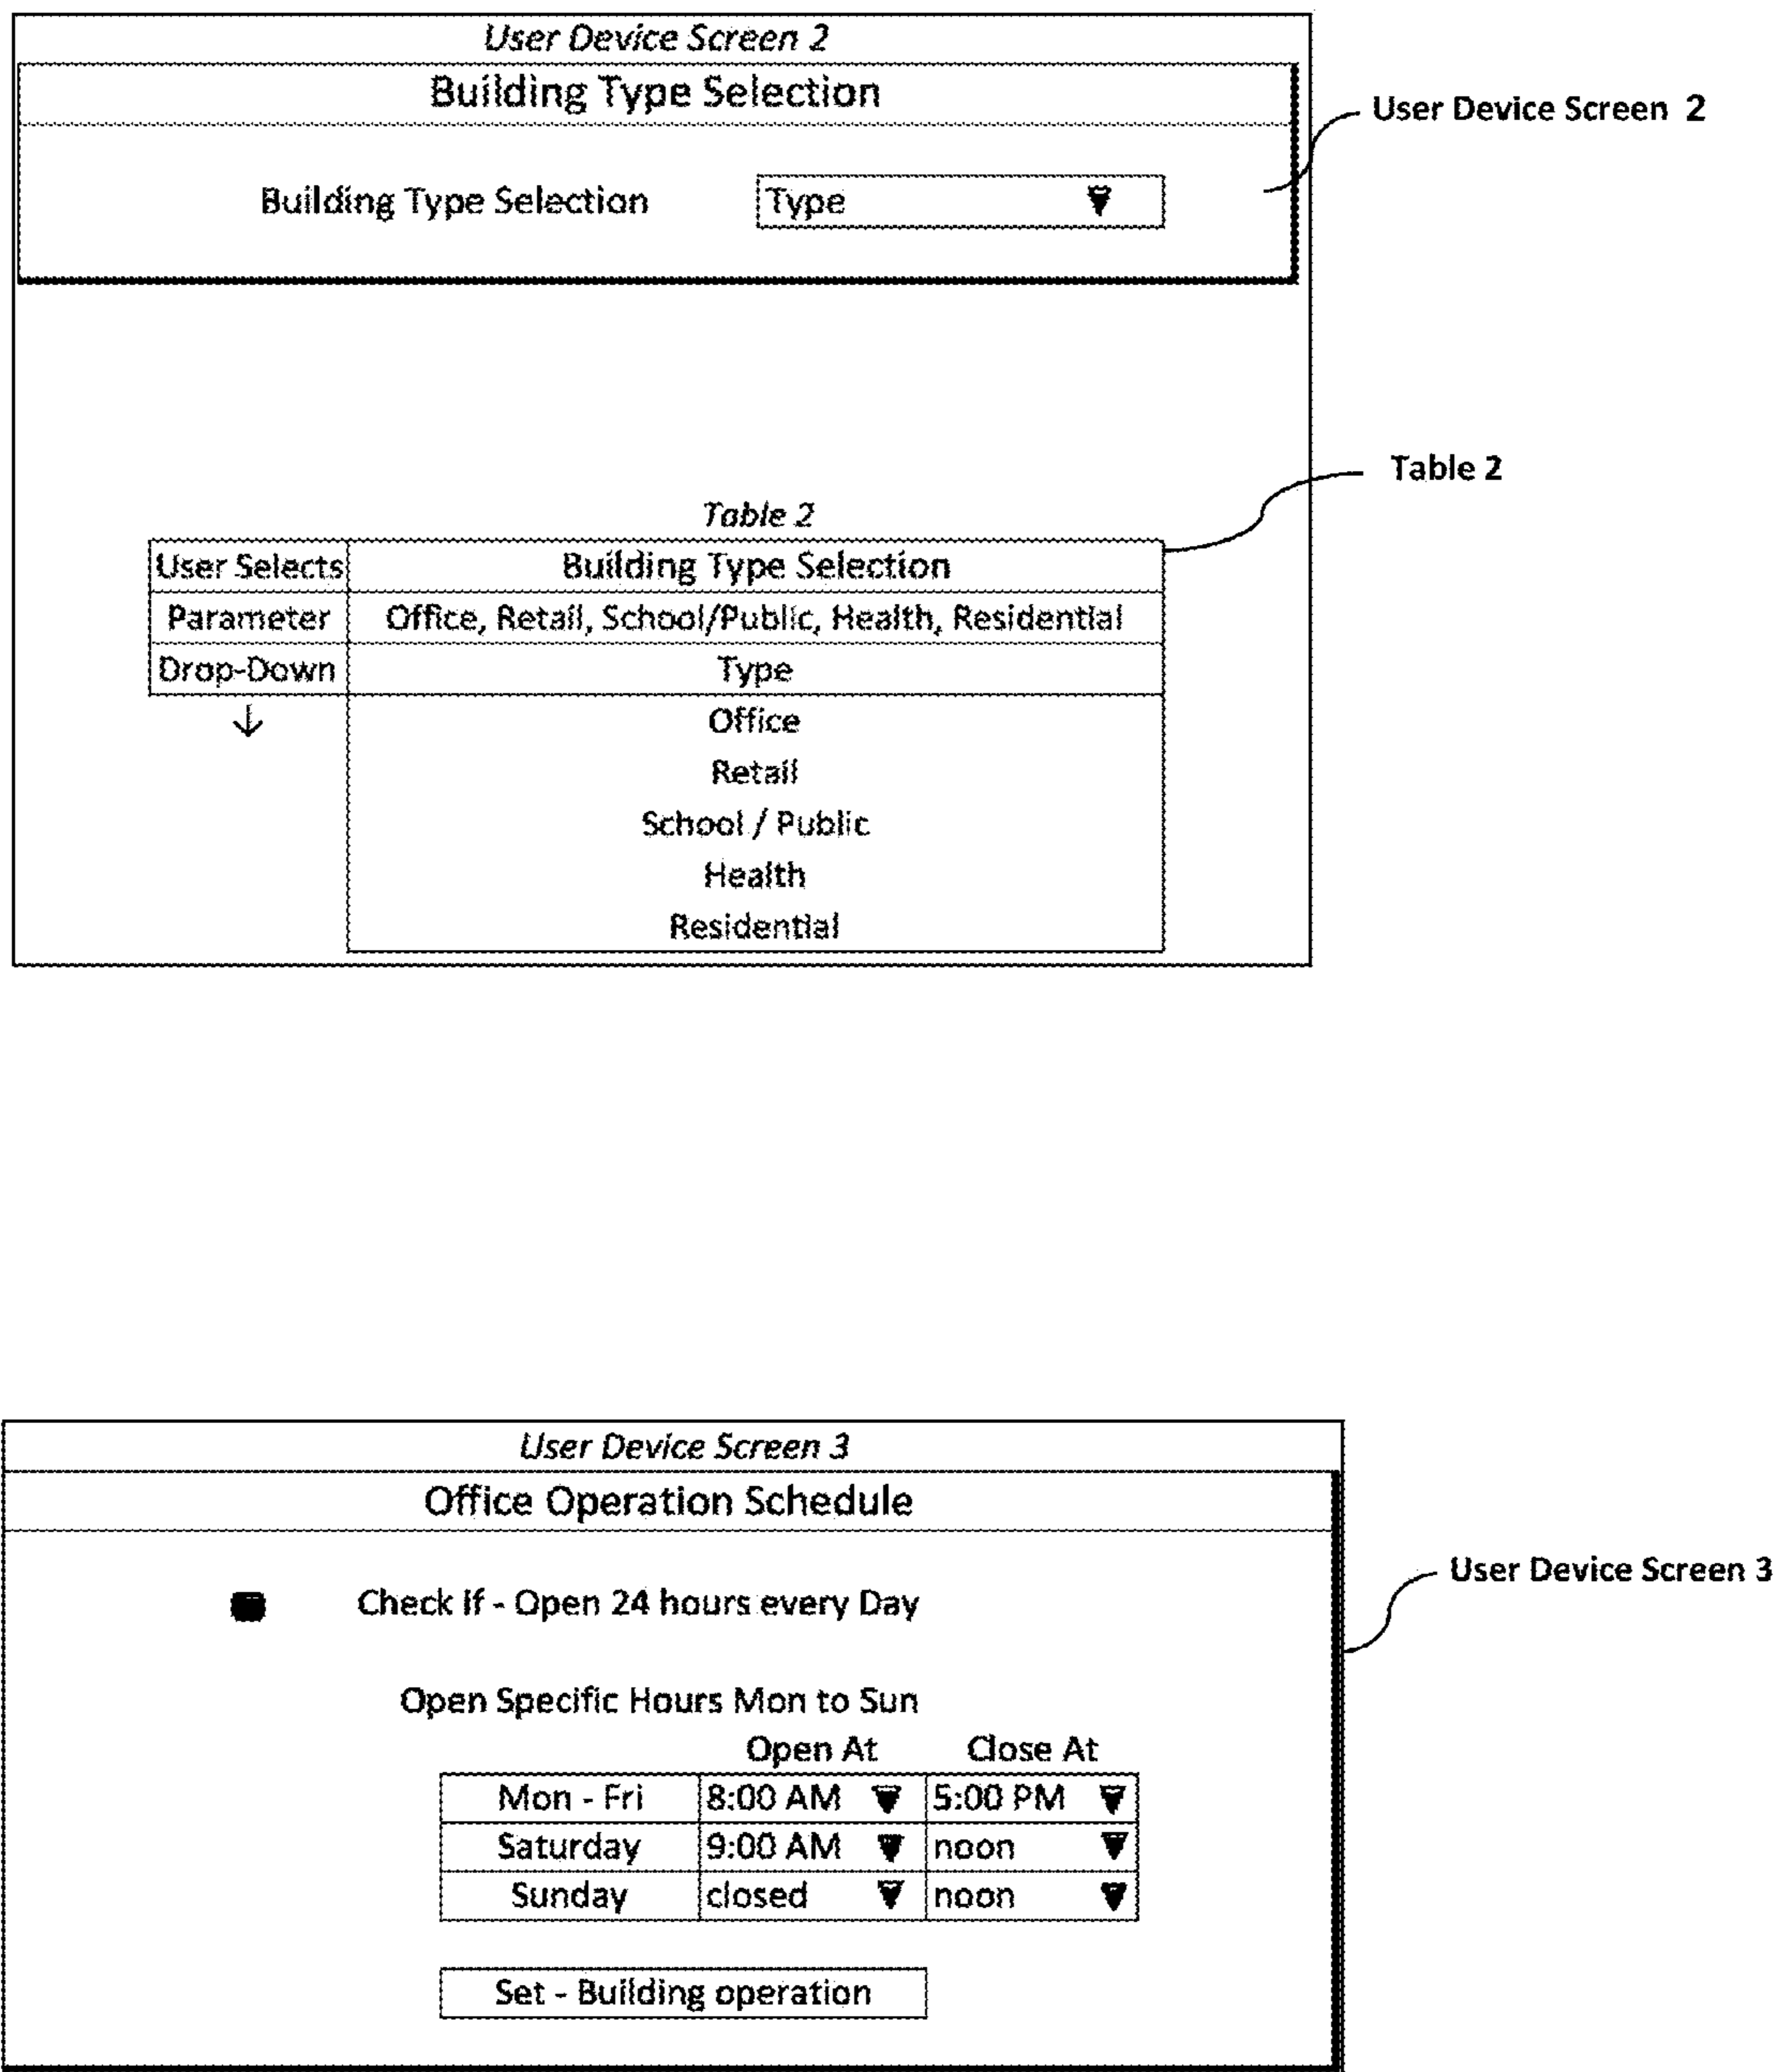 User Device Screen 2
Building Type Selection
User Device Screen 2
Building Type Selection Type
Table 2
Table 2
User Selects Building Type Selection
Parameter Office, Retail, School/Public, Health, Residential
Drop-Down Type
↓ Office
Retail
School / Public
Health
Residential
User Device Screen 3
Office Operation Schedule
User Device Screen 3
Check if - Open 24 hours every Day
Open Specific Hours Mon to Sun
Open At Close At
Mon - Fri 8:00 AM 5:00 PM
Saturday 9:00 AM noon
Sunday closed noon
Set - Building operation